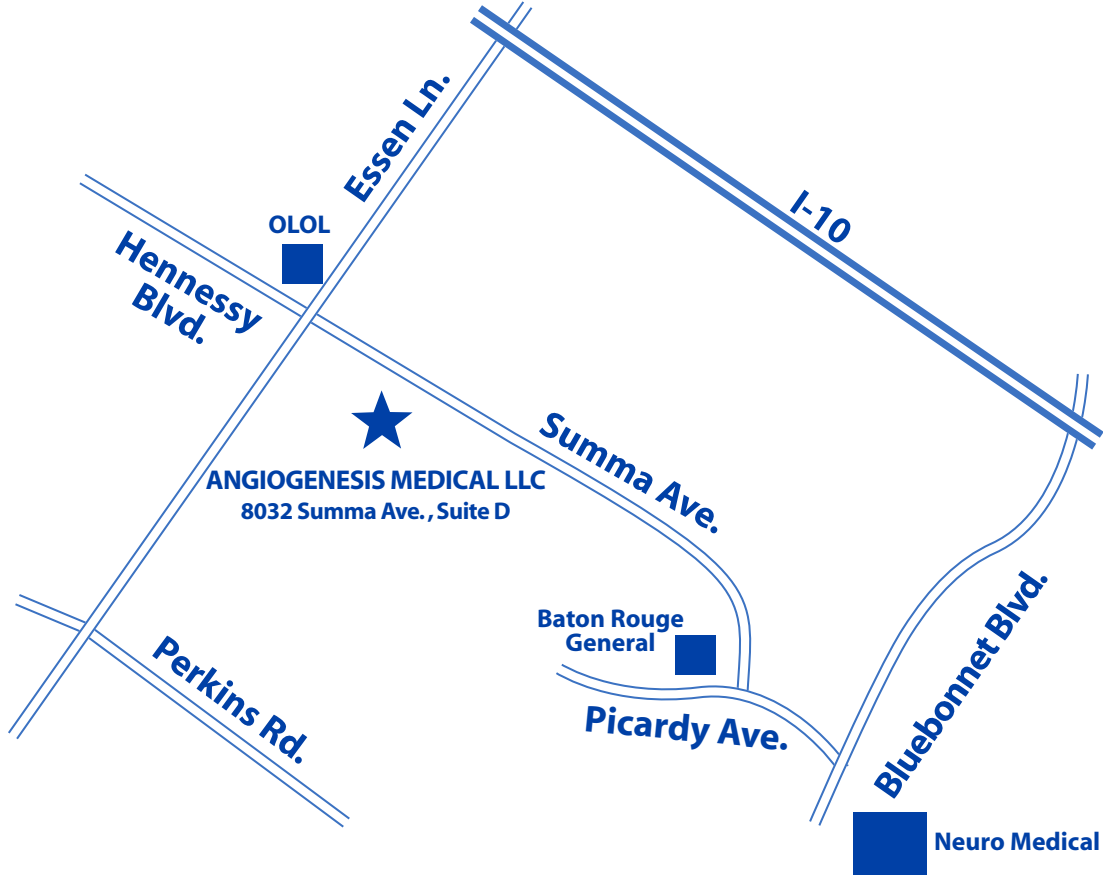 Essen Ln.
I-10
OLOL
Hennessy
Blvd.
Summa Ave.
ANGIOGENESIS MEDICAL LLC
8032 Summa Ave., Suite D
Baton Rouge
General
Bluebonnet Blvd.
Perkins Rd.
Picardy Ave.
Neuro Medical